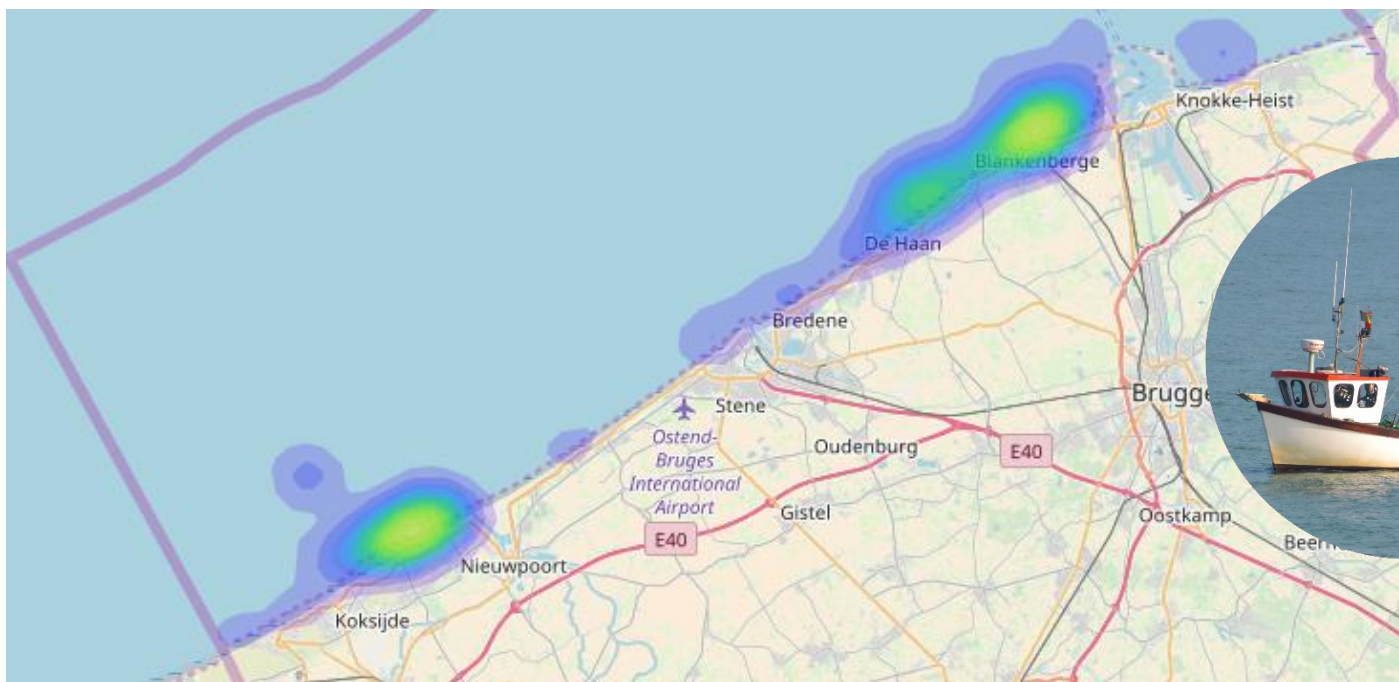 Knokke-Heist
Blankenberge
De Haan
Bredene
Brugge
Stene
Ostend-
Bruges
International
Airport
Oudenburg
E40
Gistel
Oostkamp
E40
Nieuwpoort
Koksijde